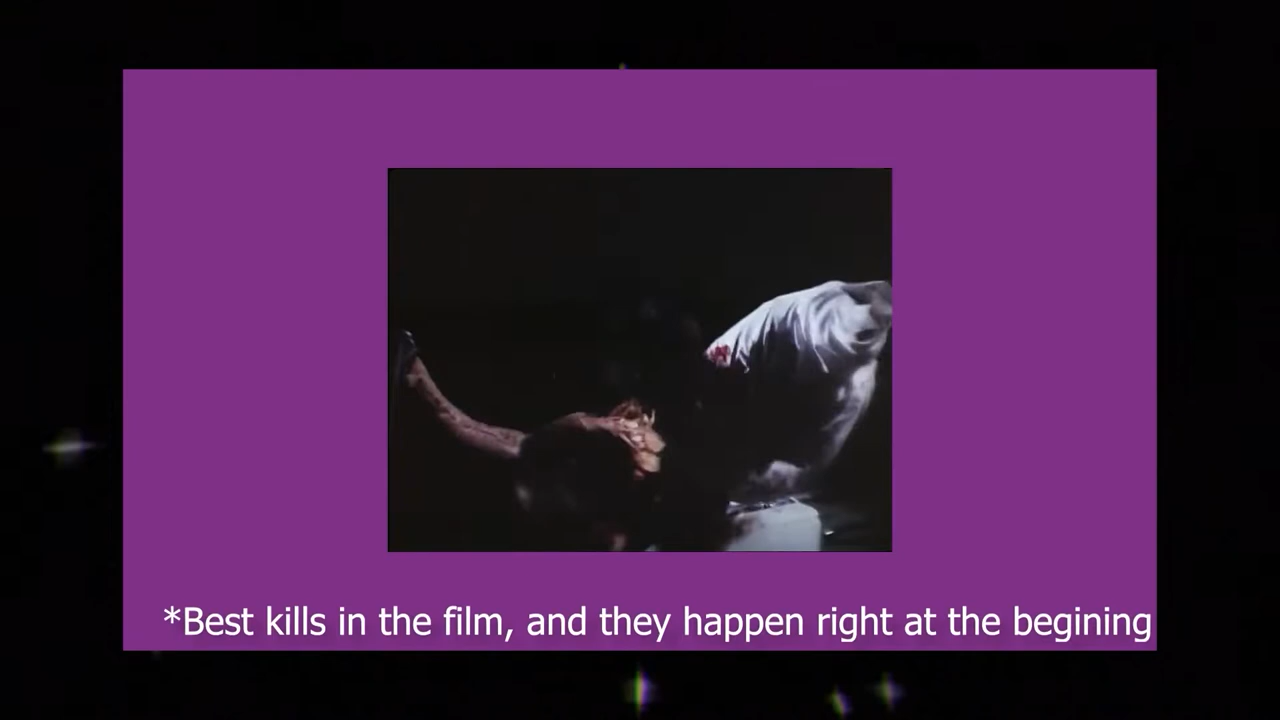 *Best kills in the film, and they happen right at the begining